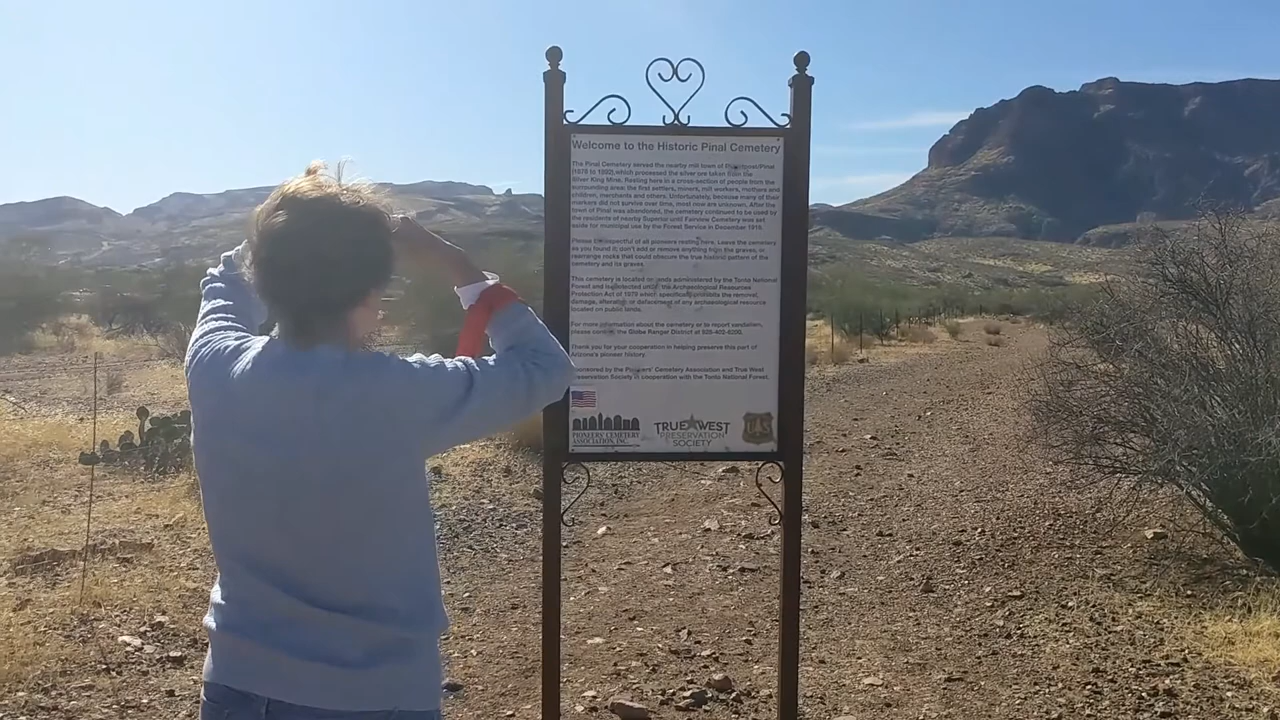 Welcome to the Historic Pinal Cemetery
The Pinal Cemetery served the nearby mill town of Pinal
(1878 to 1892) which processed the silver ore taken from the
Silver King Mine. Resting here is a cross-section of people from the
surrounding area: the first settlers, miners, mill workers, mothers and
children, merchants and others. Unfortunately, because many of their
markers did not survive over time, most now are unknown. After the
town of Pinal was abandoned, the cemetery continued to be used by
the residents of nearby Superior until Fairview Cemetery was set
aside for municipal use by the Forest Service in December 1916.
Please be respectful of all pioneers resting here. Leave the cemetery
as you found it; don't add or remove anything from the graves, or
rearrange rocks that could obscure the true historic pattern of the
cemetery and its graves.
This cemetery is located on lands administered by the Tonto National
Forest and is protected under the Archaeological Resources
Protection Act of 1979 which specifically prohibits the removal,
damage, alteration or defacement of any archaeological resource
located on public lands.
For more information about the cemetery or to report vandalism,
please contact the Globe Ranger District at 928-402-6200.
Thank you for your cooperation in helping preserve this part of
Arizona's pioneer history.
Sponsored by the Pioneers' Cemetery Association and True West
Preservation Society in cooperation with the Tonto National Forest.
PIONEERS' CEMETERY
ASSOCIATION, INC.
TRUE WEST
PRESERVATION
SOCIETY
U S